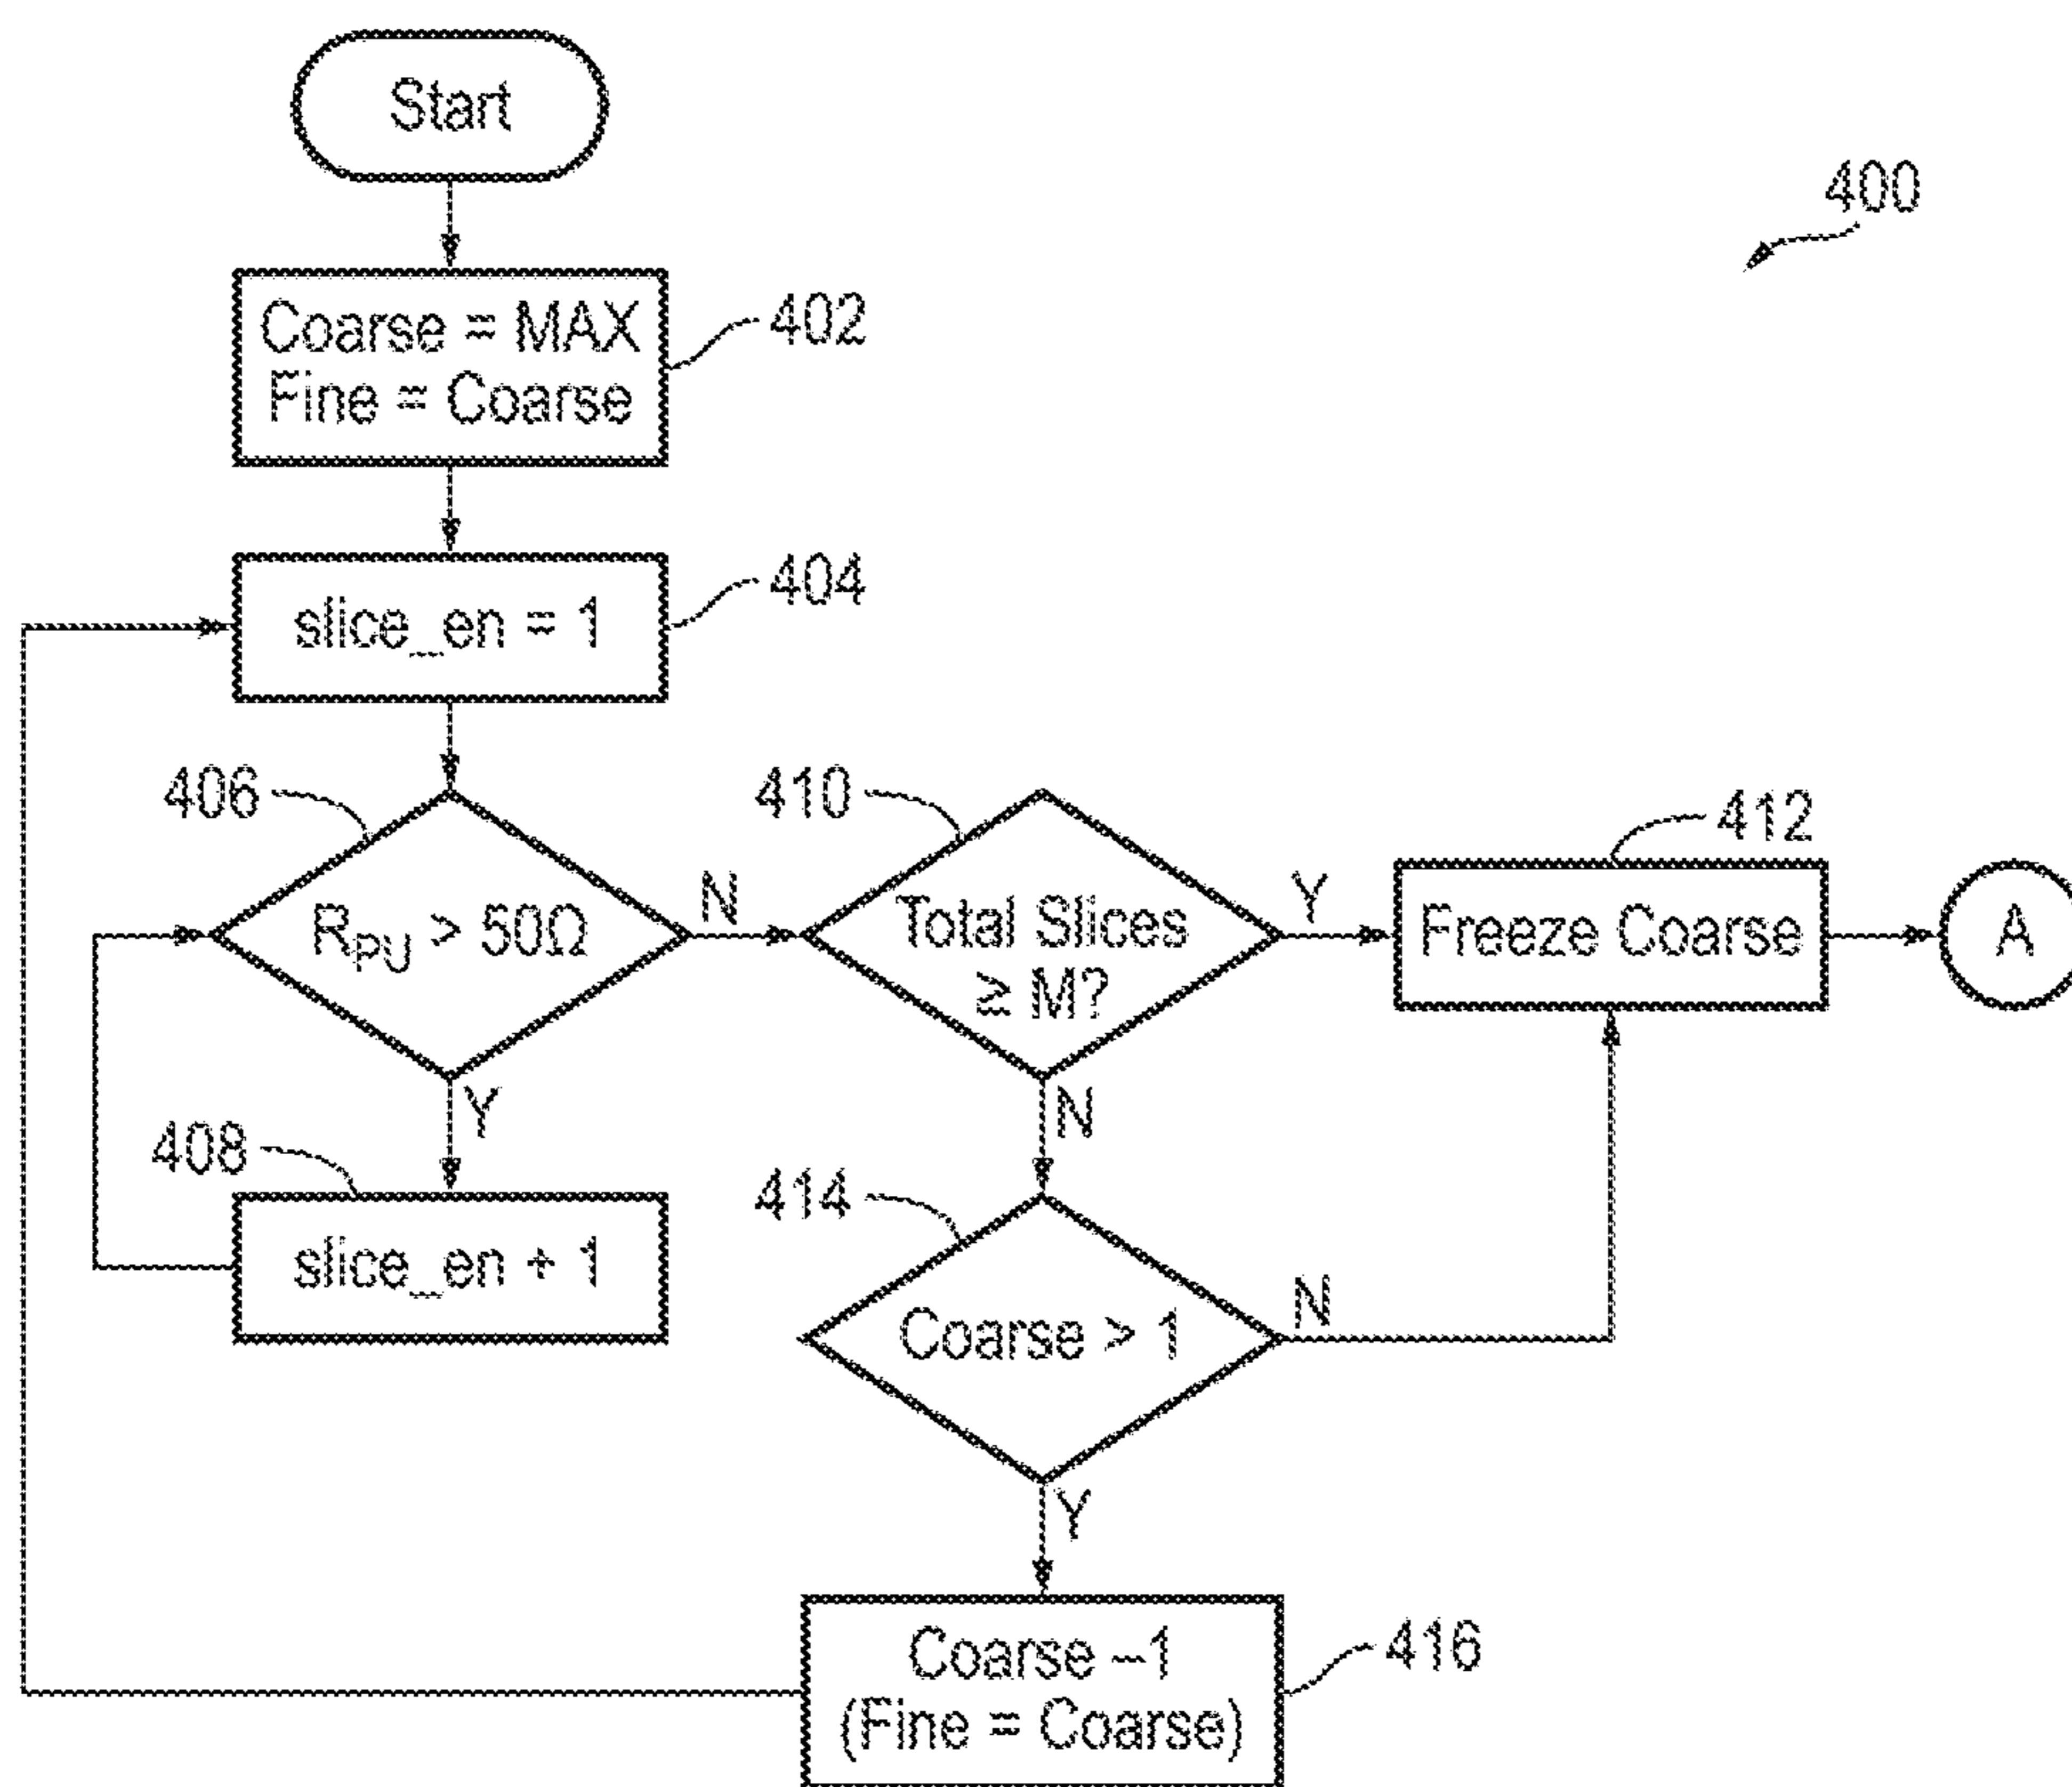 Start
400
Coarse = MAX
Fine = Coarse
402
slice_en = 1
404
406
R_PU > 50Ω
N
Y
408
slice_en + 1
410
Total Slices
≥ M?
Y
N
412
Freeze Coarse
A
414
Coarse > 1
N
Y
Coarse –1
(Fine = Coarse)
416